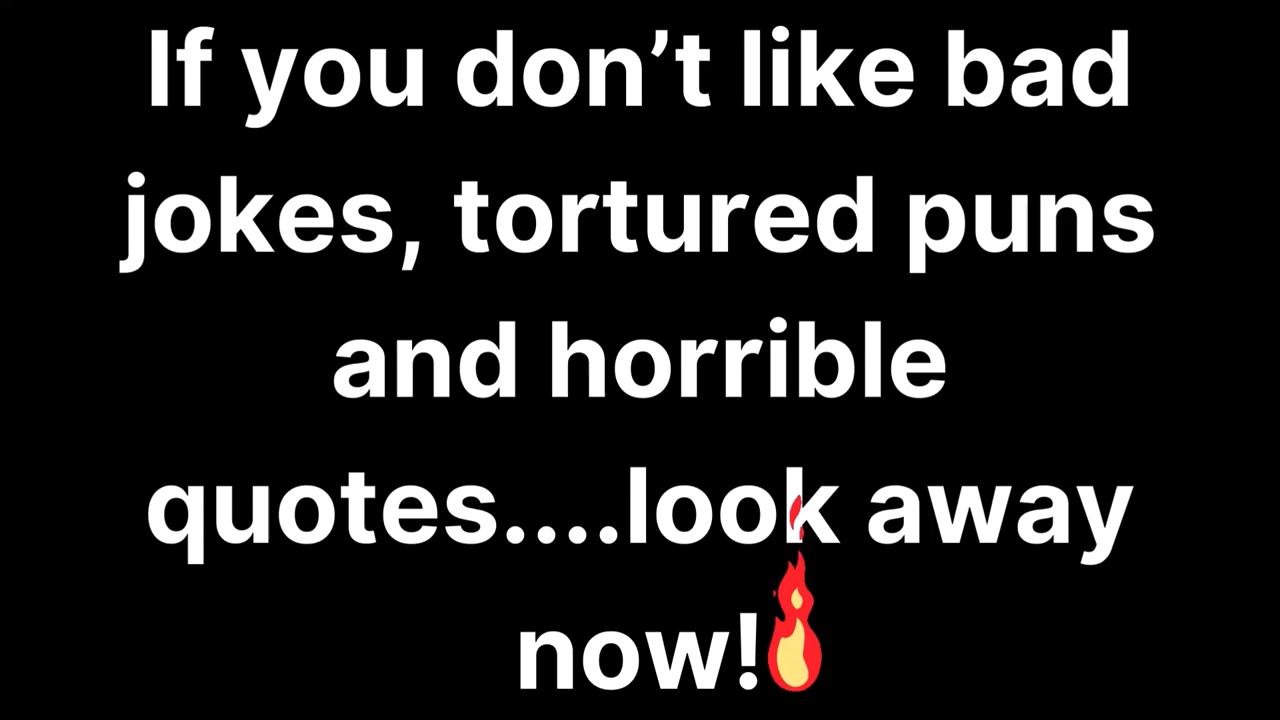 If you don’t like bad
jokes, tortured puns
and horrible
quotes....look away
now!